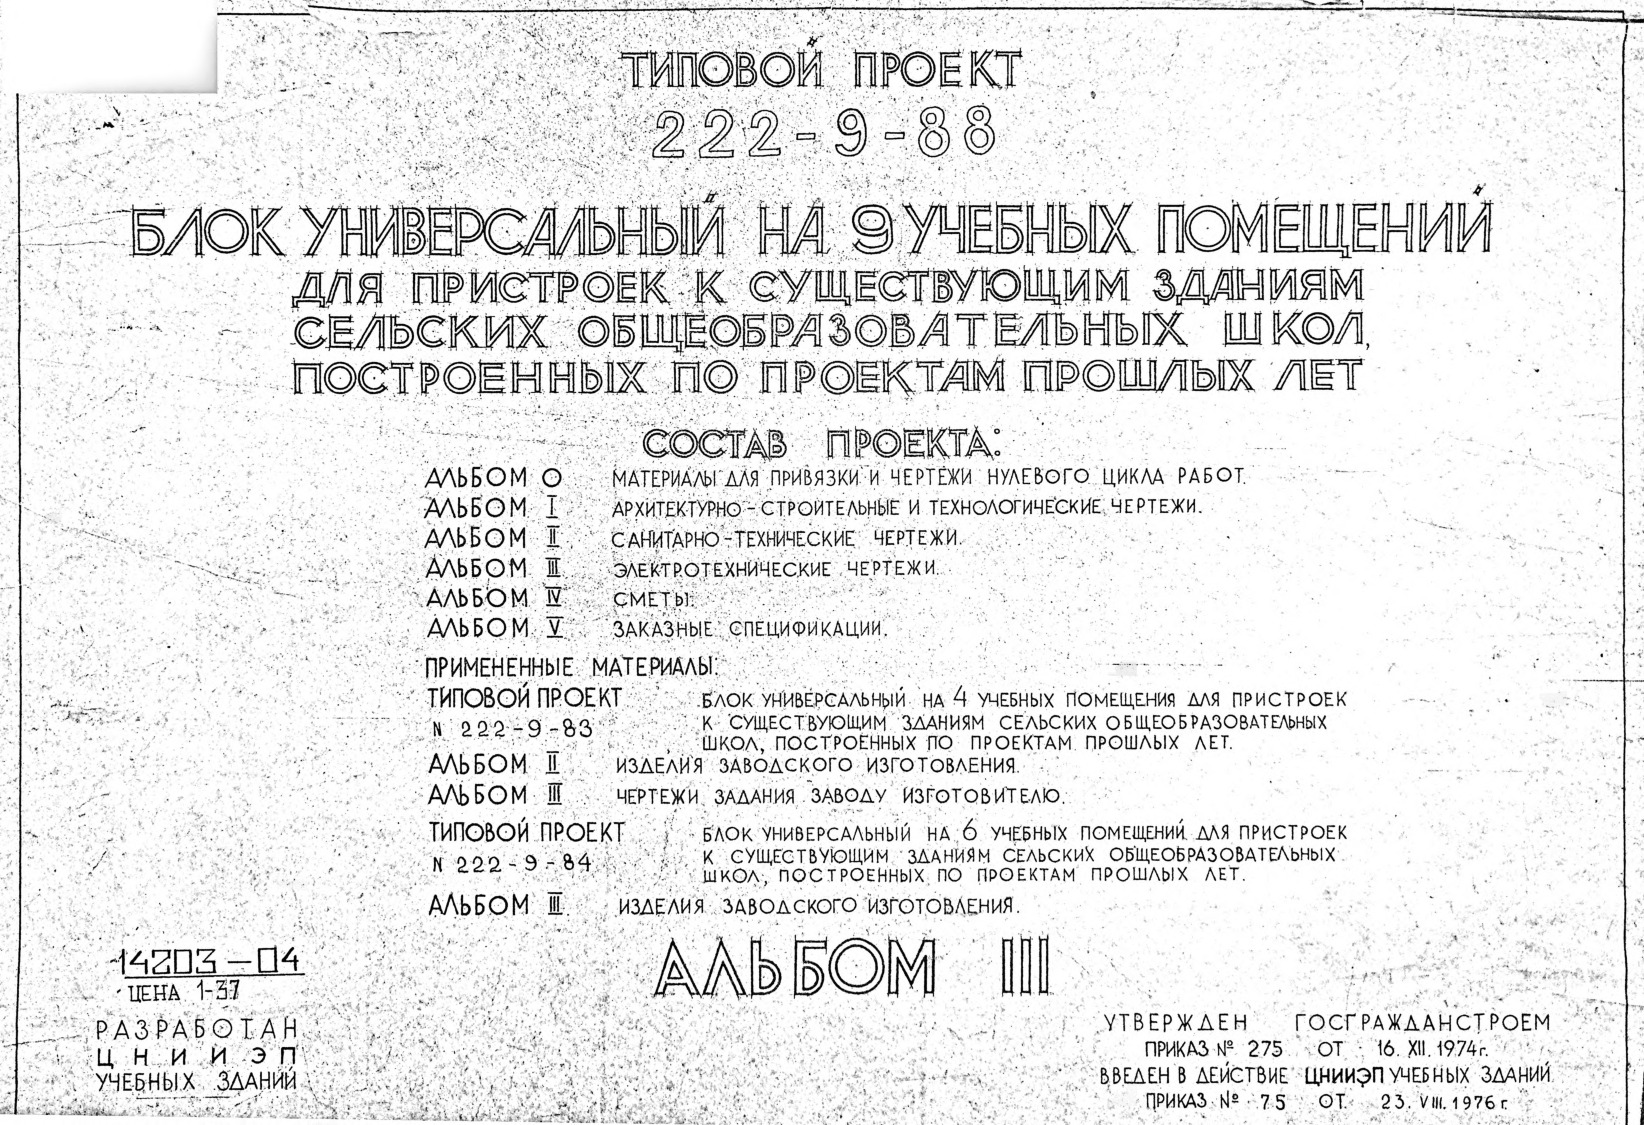 ТИПОВОЙ ПРОЕКТ
222-9-88
БЛОК УНИВЕРСАЛЬНЫЙ НА 9 УЧЕБНЫХ ПОМЕЩЕНИЙ
ДЛЯ ПРИСТРОЕК К СУЩЕСТВУЮЩИМ ЗДАНИЯМ
СЕЛЬСКИХ ОБЩЕОБРАЗОВАТЕЛЬНЫХ ШКОЛ,
ПОСТРОЕННЫХ ПО ПРОЕКТАМ ПРОШЛЫХ ЛЕТ
СОСТАВ ПРОЕКТА:
АЛЬБОМ О МАТЕРИАЛЫ ДЛЯ ПРИВЯЗКИ И ЧЕРТЕЖИ НУЛЕВОГО ЦИКЛА РАБОТ.
АЛЬБОМ I АРХИТЕКТУРНО-СТРОИТЕЛЬНЫЕ И ТЕХНОЛОГИЧЕСКИЕ ЧЕРТЕЖИ.
АЛЬБОМ II САНИТАРНО-ТЕХНИЧЕСКИЕ ЧЕРТЕЖИ.
АЛЬБОМ III ЭЛЕКТРОТЕХНИЧЕСКИЕ ЧЕРТЕЖИ.
АЛЬБОМ IV СМЕТЫ.
АЛЬБОМ V ЗАКАЗНЫЕ СПЕЦИФИКАЦИИ.
ПРИМЕНЕННЫЕ МАТЕРИАЛЫ:
ТИПОВОЙ ПРОЕКТ БЛОК УНИВЕРСАЛЬНЫЙ НА 4 УЧЕБНЫХ ПОМЕЩЕНИЯ ДЛЯ ПРИСТРОЕК
N 222-9-83 К СУЩЕСТВУЮЩИМ ЗДАНИЯМ СЕЛЬСКИХ ОБЩЕОБРАЗОВАТЕЛЬНЫХ
ШКОЛ, ПОСТРОЕННЫХ ПО ПРОЕКТАМ ПРОШЛЫХ ЛЕТ.
АЛЬБОМ II ИЗДЕЛИЯ ЗАВОДСКОГО ИЗГОТОВЛЕНИЯ.
АЛЬБОМ III ЧЕРТЕЖИ ЗАДАНИЯ ЗАВОДУ ИЗГОТОВИТЕЛЮ.
ТИПОВОЙ ПРОЕКТ БЛОК УНИВЕРСАЛЬНЫЙ НА 6 УЧЕБНЫХ ПОМЕЩЕНИЙ ДЛЯ ПРИСТРОЕК
N 222-9-84 К СУЩЕСТВУЮЩИМ ЗДАНИЯМ СЕЛЬСКИХ ОБЩЕОБРАЗОВАТЕЛЬНЫХ
ШКОЛ, ПОСТРОЕННЫХ ПО ПРОЕКТАМ ПРОШЛЫХ ЛЕТ.
АЛЬБОМ III ИЗДЕЛИЯ ЗАВОДСКОГО ИЗГОТОВЛЕНИЯ.
АЛЬБОМ III
14203-04
ЦЕНА 1-37
РАЗРАБОТАН
ЦНИИЭП
УЧЕБНЫХ ЗДАНИЙ
УТВЕРЖДЕН ГОСГРАЖДАНСТРОЕМ
ПРИКАЗ № 275 ОТ 16. XII. 1974г.
ВВЕДЕН В ДЕЙСТВИЕ ЦНИИЭП УЧЕБНЫХ ЗДАНИЙ
ПРИКАЗ № 75 ОТ 23. VIII. 1976г.